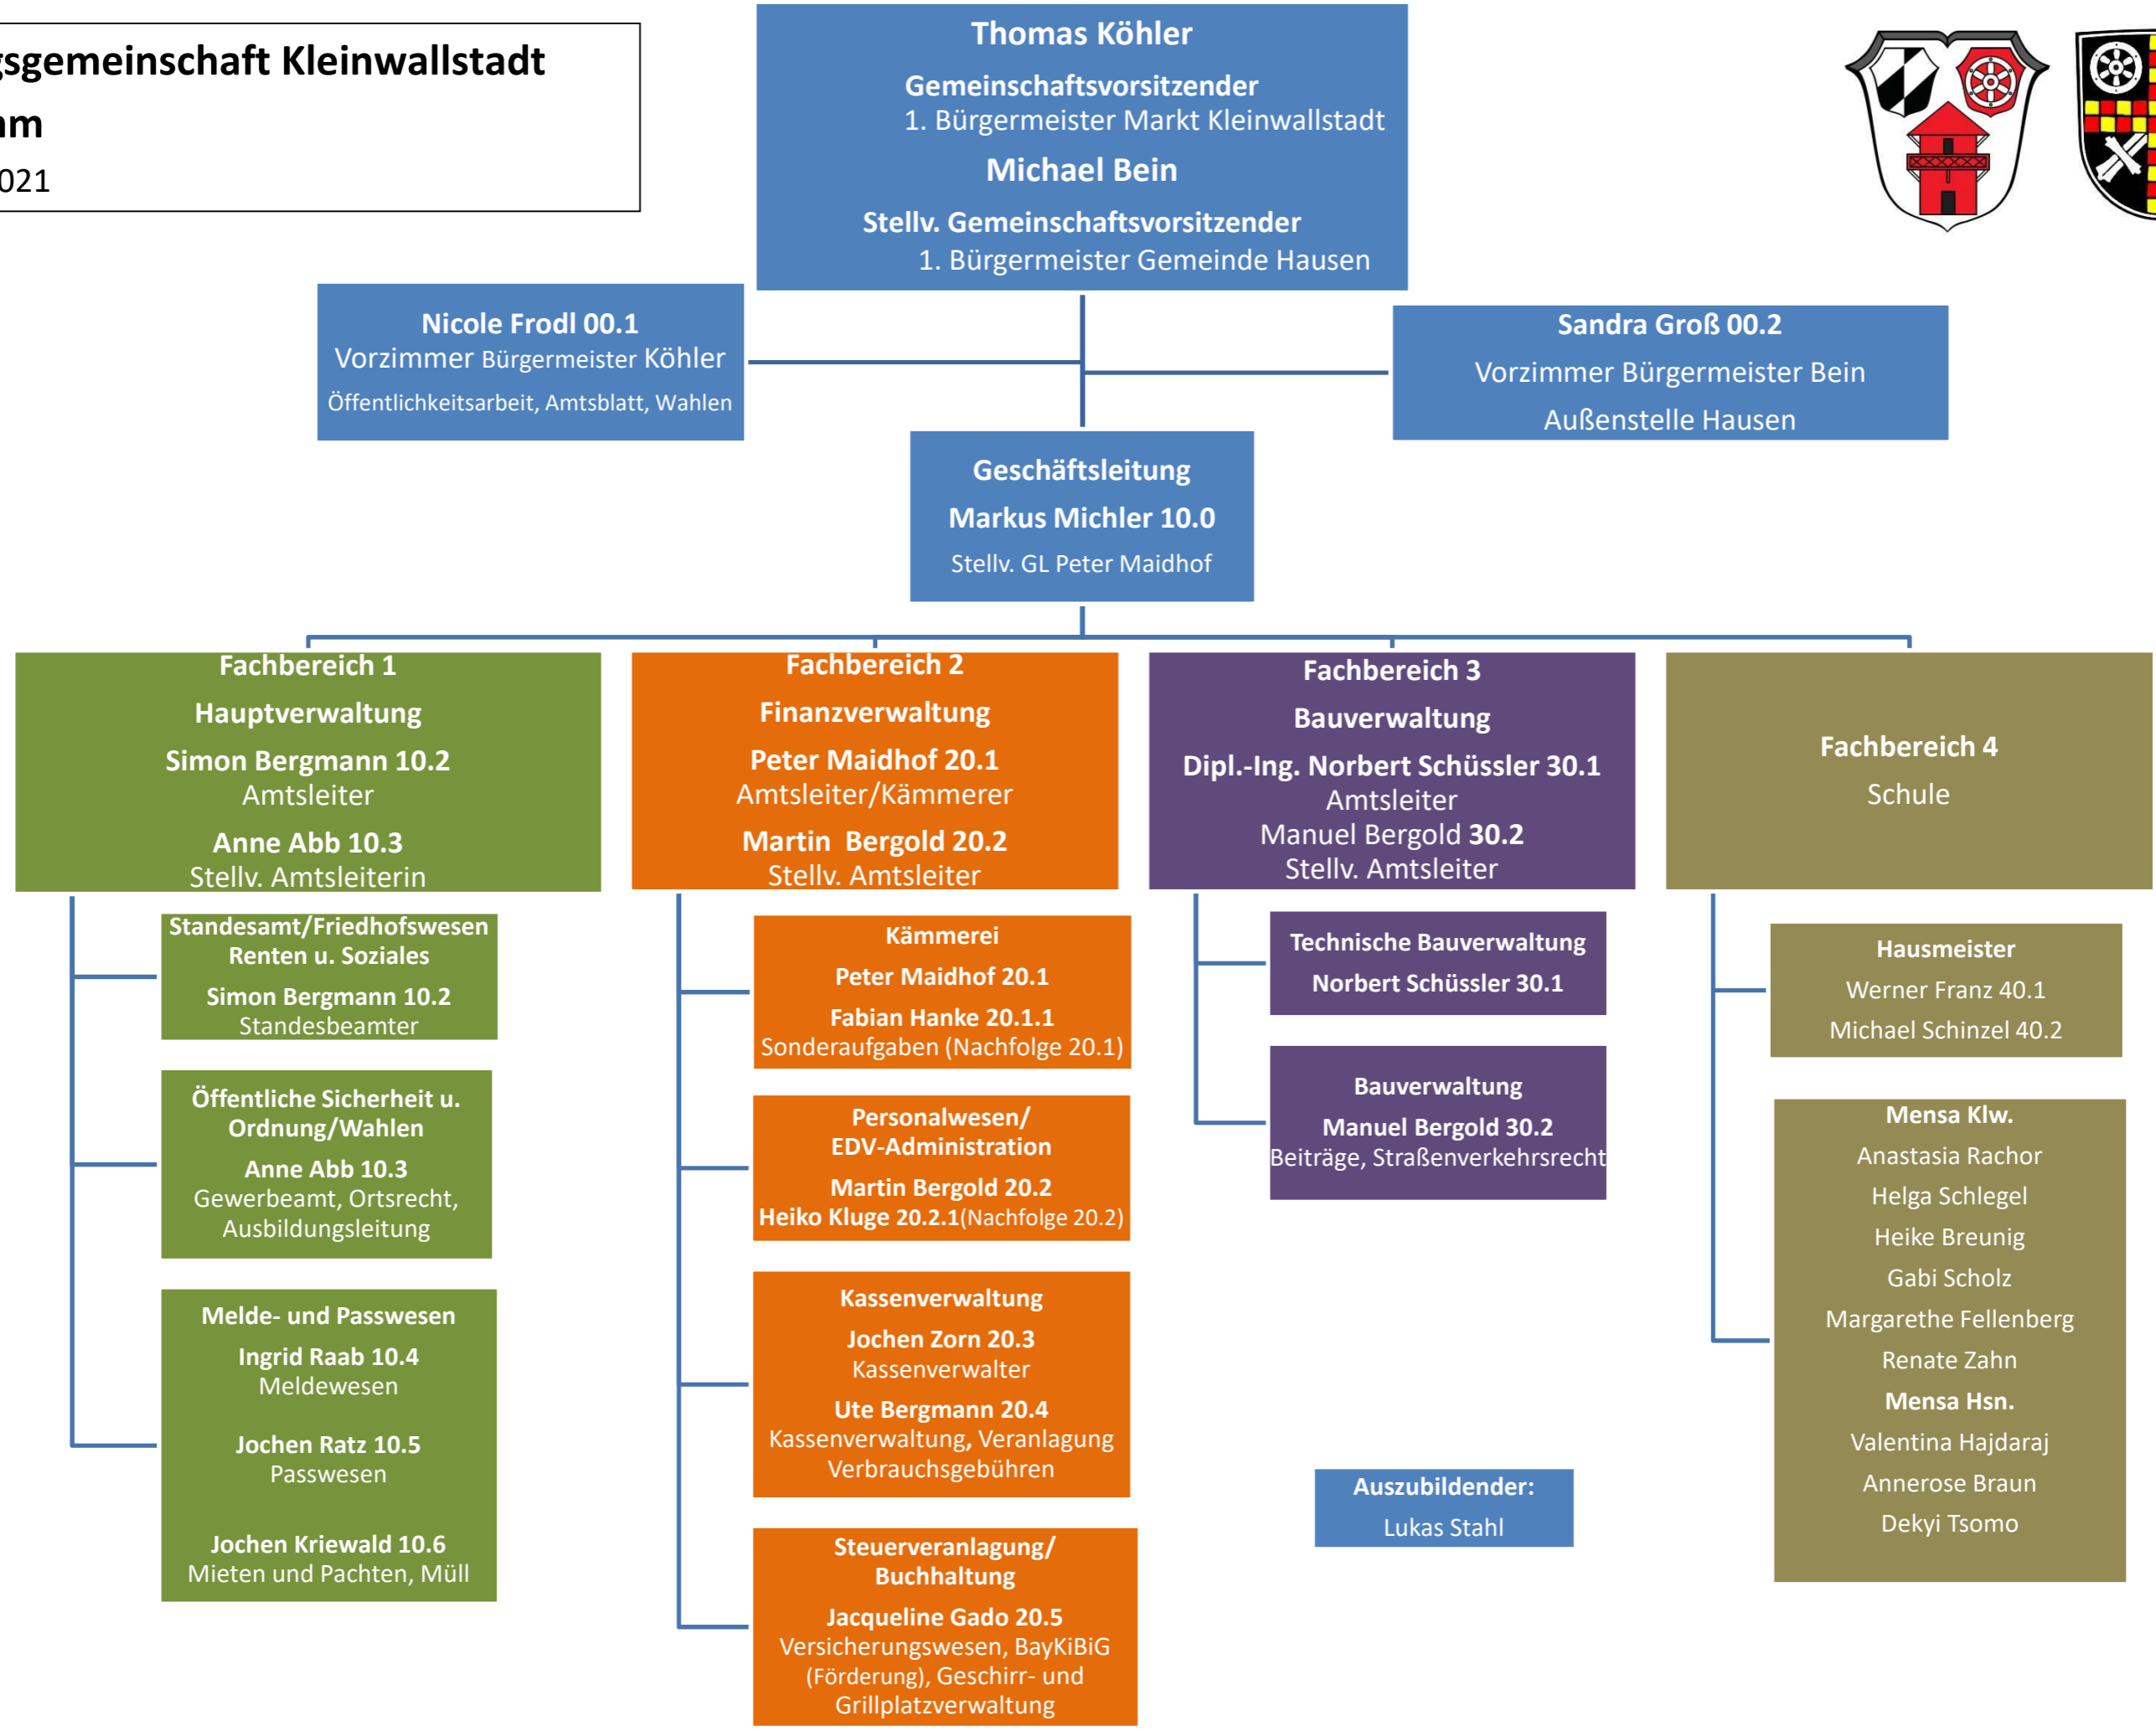 gsgemeinschaft Kleinwallstadt
021
Thomas Köhler
Gemeinschaftsvorsitzender
1. Bürgermeister Markt Kleinwallstadt
Michael Bein
Stellv. Gemeinschaftsvorsitzender
1. Bürgermeister Gemeinde Hausen
Nicole Frodl 00.1
Vorzimmer Bürgermeister Köhler
Öffentlichkeitsarbeit, Amtsblatt, Wahlen
Sandra Groß 00.2
Vorzimmer Bürgermeister Bein
Außenstelle Hausen
Geschäftsleitung
Markus Michler 10.0
Stellv. GL Peter Maidhof
Fachbereich 1
Hauptverwaltung
Simon Bergmann 10.2
Amtsleiter
Anne Abb 10.3
Stellv. Amtsleiterin
Standesamt/Friedhofswesen
Renten u. Soziales
Simon Bergmann 10.2
Standesbeamter
Öffentliche Sicherheit u.
Ordnung/Wahlen
Anne Abb 10.3
Gewerbeamt, Ortsrecht,
Ausbildungsleitung
Melde- und Passwesen
Ingrid Raab 10.4
Meldewesen
Jochen Ratz 10.5
Passwesen
Jochen Kriewald 10.6
Mieten und Pachten, Müll
Fachbereich 2
Finanzverwaltung
Peter Maidhof 20.1
Amtsleiter/Kämmerer
Martin Bergold 20.2
Stellv. Amtsleiter
Kämmerei
Peter Maidhof 20.1
Fabian Hanke 20.1.1
Sonderaufgaben (Nachfolge 20.1)
Personalwesen/
EDV-Administration
Martin Bergold 20.2
Heiko Kluge 20.2.1(Nachfolge 20.2)
Kassenverwaltung
Jochen Zorn 20.3
Kassenverwalter
Ute Bergmann 20.4
Kassenverwaltung, Veranlagung
Verbrauchsgebühren
Steuerveranlagung/
Buchhaltung
Jacqueline Gado 20.5
Versicherungswesen, BayKiBiG
(Förderung), Geschirr- und
Grillplatzverwaltung
Fachbereich 3
Bauverwaltung
Dipl.-Ing. Norbert Schüssler 30.1
Amtsleiter
Manuel Bergold 30.2
Stellv. Amtsleiter
Technische Bauverwaltung
Norbert Schüssler 30.1
Bauverwaltung
Manuel Bergold 30.2
Beiträge, Straßenverkehrsrecht
Auszubildender:
Lukas Stahl
Fachbereich 4
Schule
Hausmeister
Werner Franz 40.1
Michael Schinzel 40.2
Mensa Klw.
Anastasia Rachor
Helga Schlegel
Heike Breunig
Gabi Scholz
Margarethe Fellenberg
Renate Zahn
Mensa Hsn.
Valentina Hajdaraj
Annerose Braun
Dekyi Tsomo